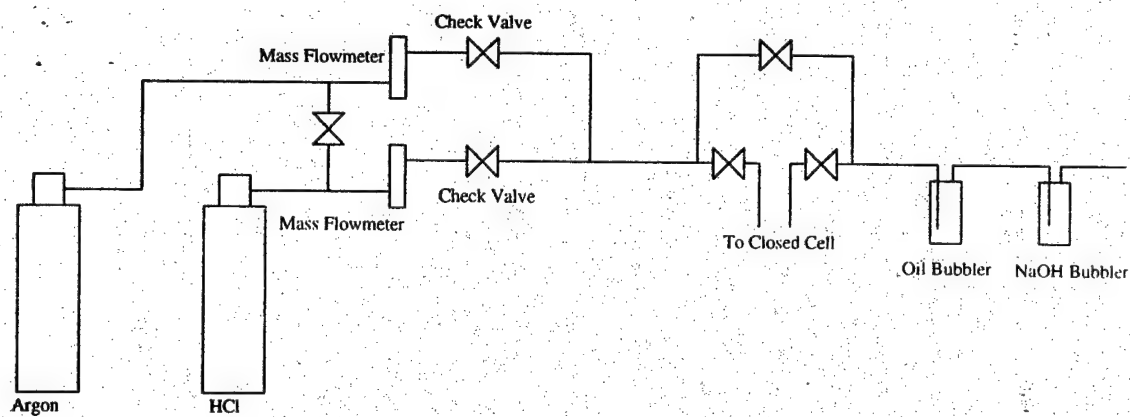 Check Valve
Mass Flowmeter
Check Valve
Mass Flowmeter
To Closed Cell
Oil Bubbler
NaOH Bubbler
Argon
HCl